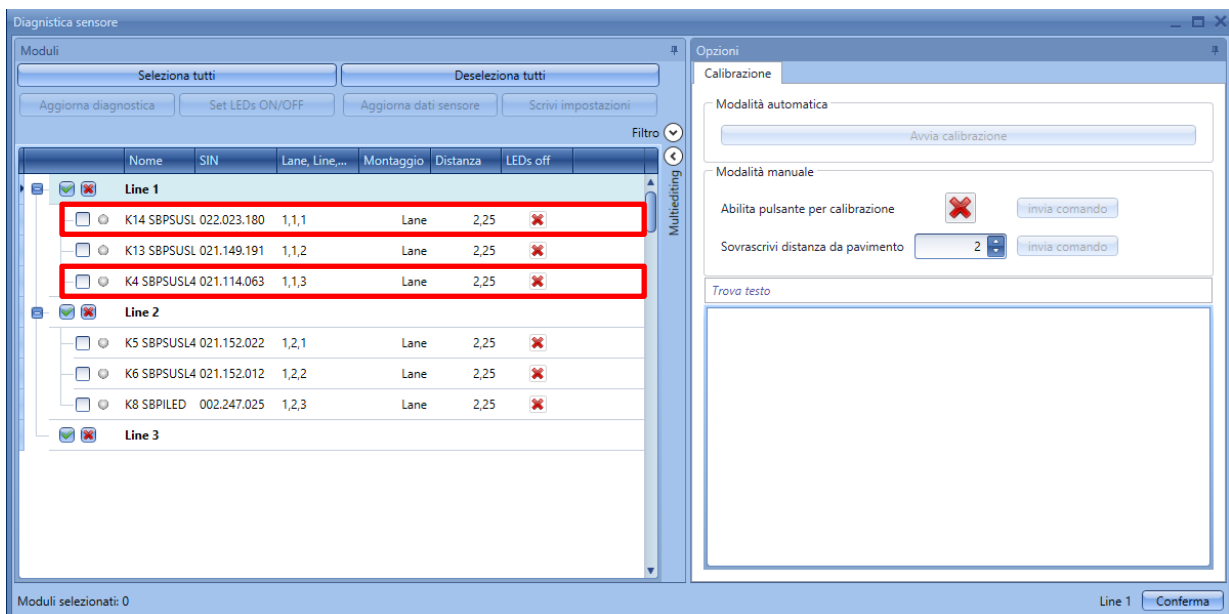 Diagnistica sensore
Moduli
Seleziona tutti Deseleziona tutti
Aggiorna diagnostica Set LEDs ON/OFF Aggiorna dati sensore Scrivi impostazioni
Filtro
Nome SIN Lane, Line,... Montaggio Distanza LEDs off
Line 1
K14 SBPSUSL 022.023.180 1,1,1 Lane 2,25
K13 SBPSUSL 021.149.191 1,1,2 Lane 2,25
K4 SBPSUSL4 021.114.063 1,1,3 Lane 2,25
Line 2
K5 SBPSUSL4 021.152.022 1,2,1 Lane 2,25
K6 SBPSUSL4 021.152.012 1,2,2 Lane 2,25
K8 SBPILED 002.247.025 1,2,3 Lane 2,25
Line 3
Multiediting
Moduli selezionati: 0
Opzioni
Calibrazione
Modalità automatica
Avvia calibrazione
Modalità manuale
Abilita pulsante per calibrazione invia comando
Sovrascrivi distanza da pavimento 2 invia comando
Trova testo
Line 1 Conferma